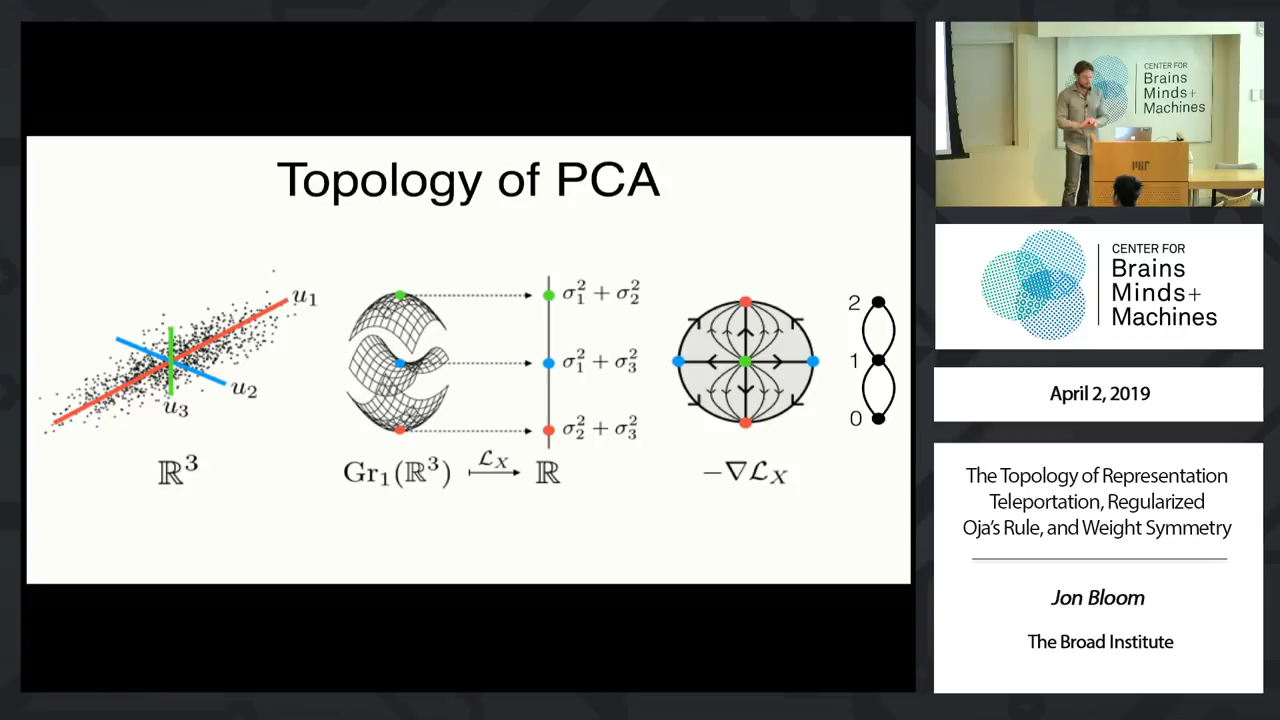 Topology of PCA
u₁
u₂
u₃
ℝ³
σ₁² + σ₂²
σ₁² + σ₃²
σ₂² + σ₃²
Gr₁(ℝ³) ⟼ ℝ
ℒ_X
−∇ℒ_X
2
1
0
CENTER FOR
Brains
Minds+
Machines
MIT
CENTER FOR
Brains
Minds+
Machines
April 2, 2019
The Topology of Representation
Teleportation, Regularized
Oja's Rule, and Weight Symmetry
Jon Bloom
The Broad Institute